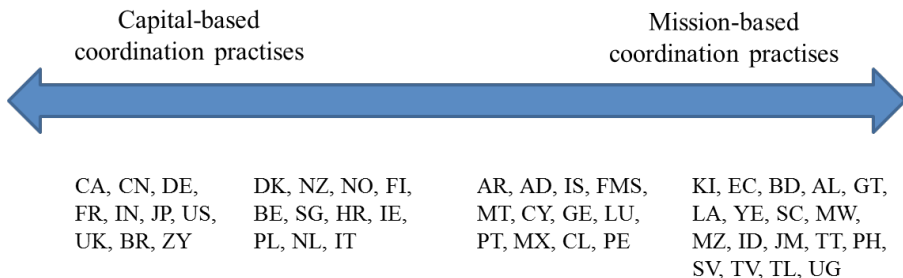 Capital-based
coordination practises
Mission-based
coordination practises
CA, CN, DE,
FR, IN, JP, US,
UK, BR, ZY
DK, NZ, NO, FI,
BE, SG, HR, IE,
PL, NL, IT
AR, AD, IS, FMS,
MT, CY, GE, LU,
PT, MX, CL, PE
KI, EC, BD, AL, GT,
LA, YE, SC, MW,
MZ, ID, JM, TT, PH,
SV, TV, TL, UG